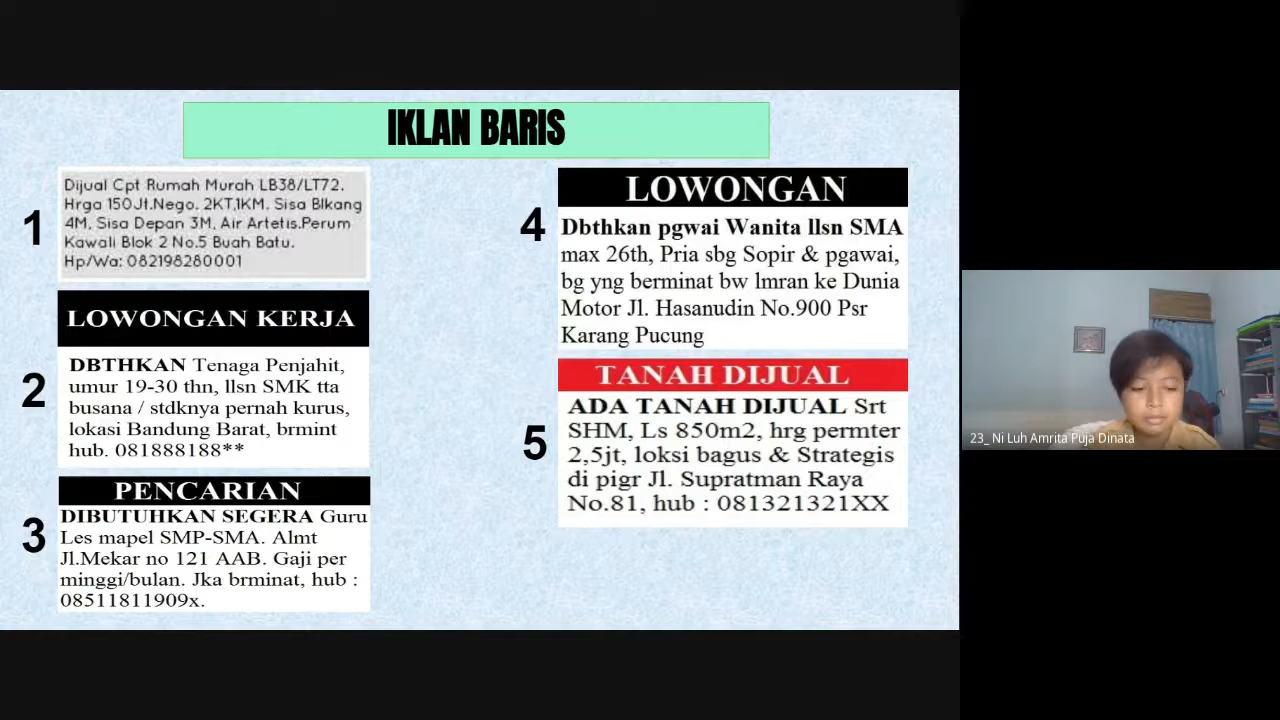 IKLAN BARIS
1
Dijual Cpt Rumah Murah LB38/LT72.
Hrga 150Jt.Nego. 2KT,1KM. Sisa Blkang
4M, Sisa Depan 3M, Air Artetis.Perum
Kawali Blok 2 No.5 Buah Batu.
Hp/Wa: 082198280001
2
LOWONGAN KERJA
DBTHKAN Tenaga Penjahit,
umur 19-30 thn, llsn SMK tta
busana / stdknya pernah kurus,
lokasi Bandung Barat, brmint
hub. 081888188**
3
PENCARIAN
DIBUTUHKAN SEGERA Guru
Les mapel SMP-SMA. Almt
Jl.Mekar no 121 AAB. Gaji per
minggi/bulan. Jka brminat, hub :
08511811909x.
4
LOWONGAN
Dbthkan pgwai Wanita llsn SMA
max 26th, Pria sbg Sopir & pgawai,
bg yng berminat bw lmran ke Dunia
Motor Jl. Hasanudin No.900 Psr
Karang Pucung
5
TANAH DIJUAL
ADA TANAH DIJUAL Srt
SHM, Ls 850m2, hrg permter
2,5jt, loksi bagus & Strategis
di pigr Jl. Supratman Raya
No.81, hub : 081321321XX
23_ Ni Luh Amrita Puja Dinata